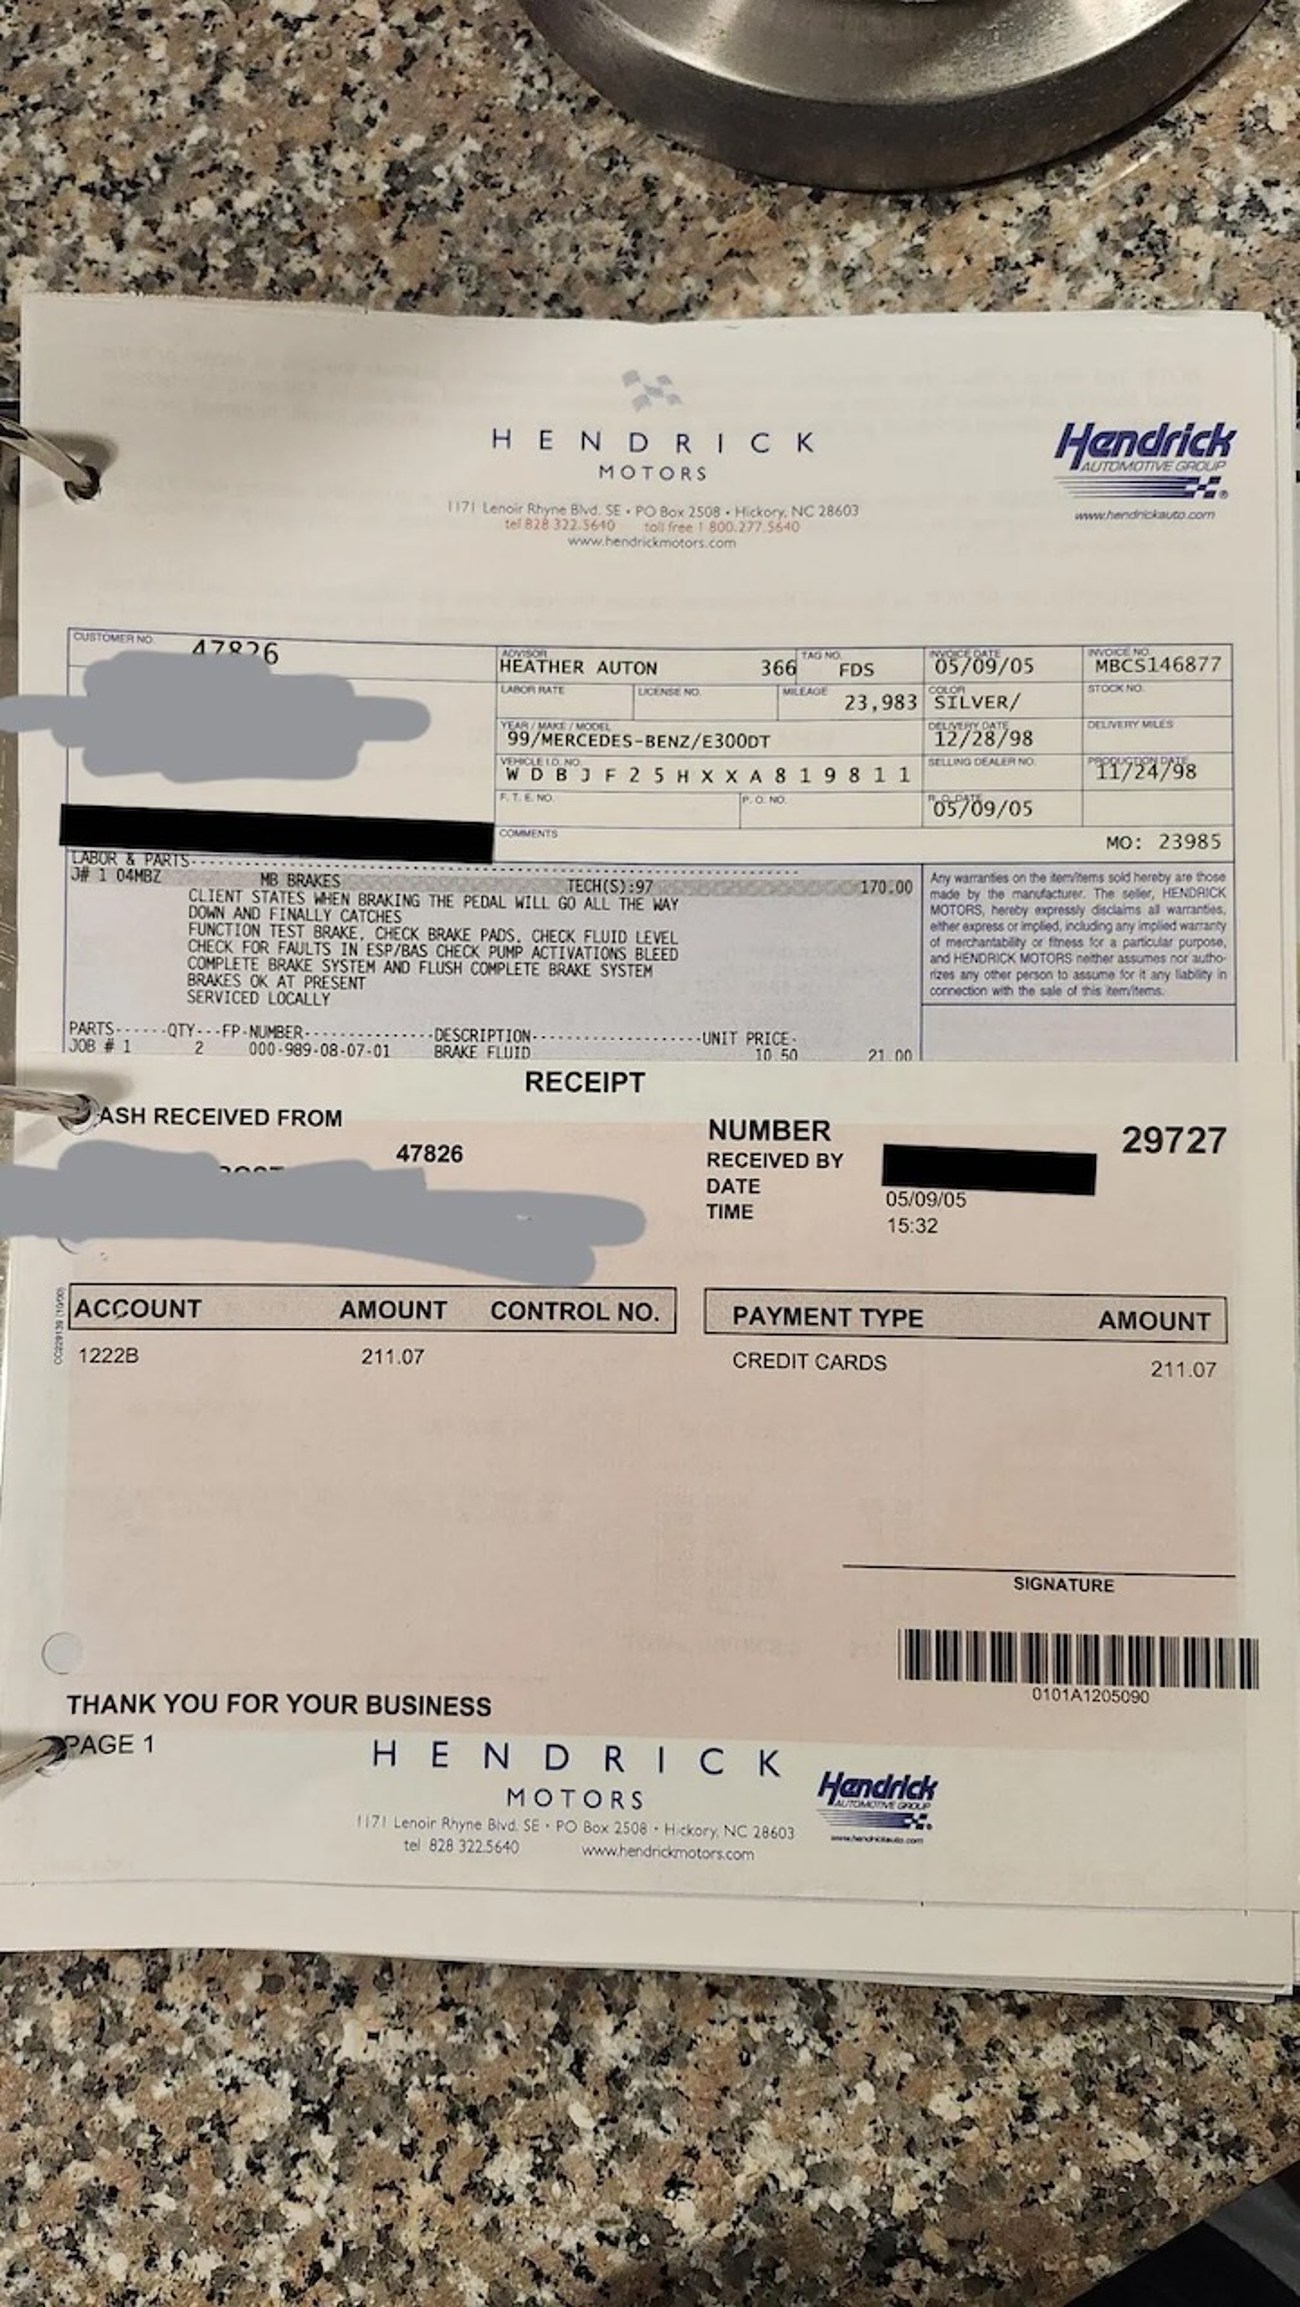 HENDRICK
MOTORS
1171 Lenoir Rhyne Blvd. SE • PO Box 2508 • Hickory, NC 28603
tel 828 322.5640 toll free 1 800.277.5640
www.hendrickmotors.com
Hendrick
AUTOMOTIVE GROUP
www.hendrickauto.com
CUSTOMER NO. 47826
ADVISOR HEATHER AUTON 366
TAG NO. FDS
INVOICE DATE 05/09/05
INVOICE NO. MBCS146877
LABOR RATE
LICENSE NO.
MILEAGE 23,983
COLOR SILVER/
STOCK NO.
YEAR / MAKE / MODEL 99/MERCEDES-BENZ/E300DT
DELIVERY DATE 12/28/98
DELIVERY MILES
VEHICLE I.D. NO. W D B J F 2 5 H X X A 8 1 9 8 1 1
SELLING DEALER NO.
PRODUCTION DATE 11/24/98
F. T. E. NO.
P. O. NO.
R. O. DATE 05/09/05
COMMENTS
MO: 23985
LABOR & PARTS
J# 1 04MBZ MB BRAKES TECH(S):97 170.00
CLIENT STATES WHEN BRAKING THE PEDAL WILL GO ALL THE WAY
DOWN AND FINALLY CATCHES
FUNCTION TEST BRAKE, CHECK BRAKE PADS, CHECK FLUID LEVEL
CHECK FOR FAULTS IN ESP/BAS CHECK PUMP ACTIVATIONS BLEED
COMPLETE BRAKE SYSTEM AND FLUSH COMPLETE BRAKE SYSTEM
BRAKES OK AT PRESENT
SERVICED LOCALLY
Any warranties on the item/items sold hereby are those
made by the manufacturer. The seller, HENDRICK
MOTORS, hereby expressly disclaims all warranties,
either express or implied, including any implied warranty
of merchantability or fitness for a particular purpose,
and HENDRICK MOTORS neither assumes nor autho-
rizes any other person to assume for it any liability in
connection with the sale of this item/items.
PARTS------QTY---FP-NUMBER---------------DESCRIPTION--------------------UNIT PRICE-
JOB # 1 2 000-989-08-07-01 BRAKE FLUID 10.50 21.00
RECEIPT
ASH RECEIVED FROM
47826
NUMBER 29727
RECEIVED BY
DATE 05/09/05
TIME 15:32
ACCOUNT AMOUNT CONTROL NO.
1222B 211.07
PAYMENT TYPE AMOUNT
CREDIT CARDS 211.07
SIGNATURE
0101A1205090
THANK YOU FOR YOUR BUSINESS
PAGE 1
HENDRICK
MOTORS
1171 Lenoir Rhyne Blvd. SE • PO Box 2508 • Hickory, NC 28603
tel 828 322.5640 www.hendrickmotors.com
Hendrick
AUTOMOTIVE GROUP
www.hendrickauto.com